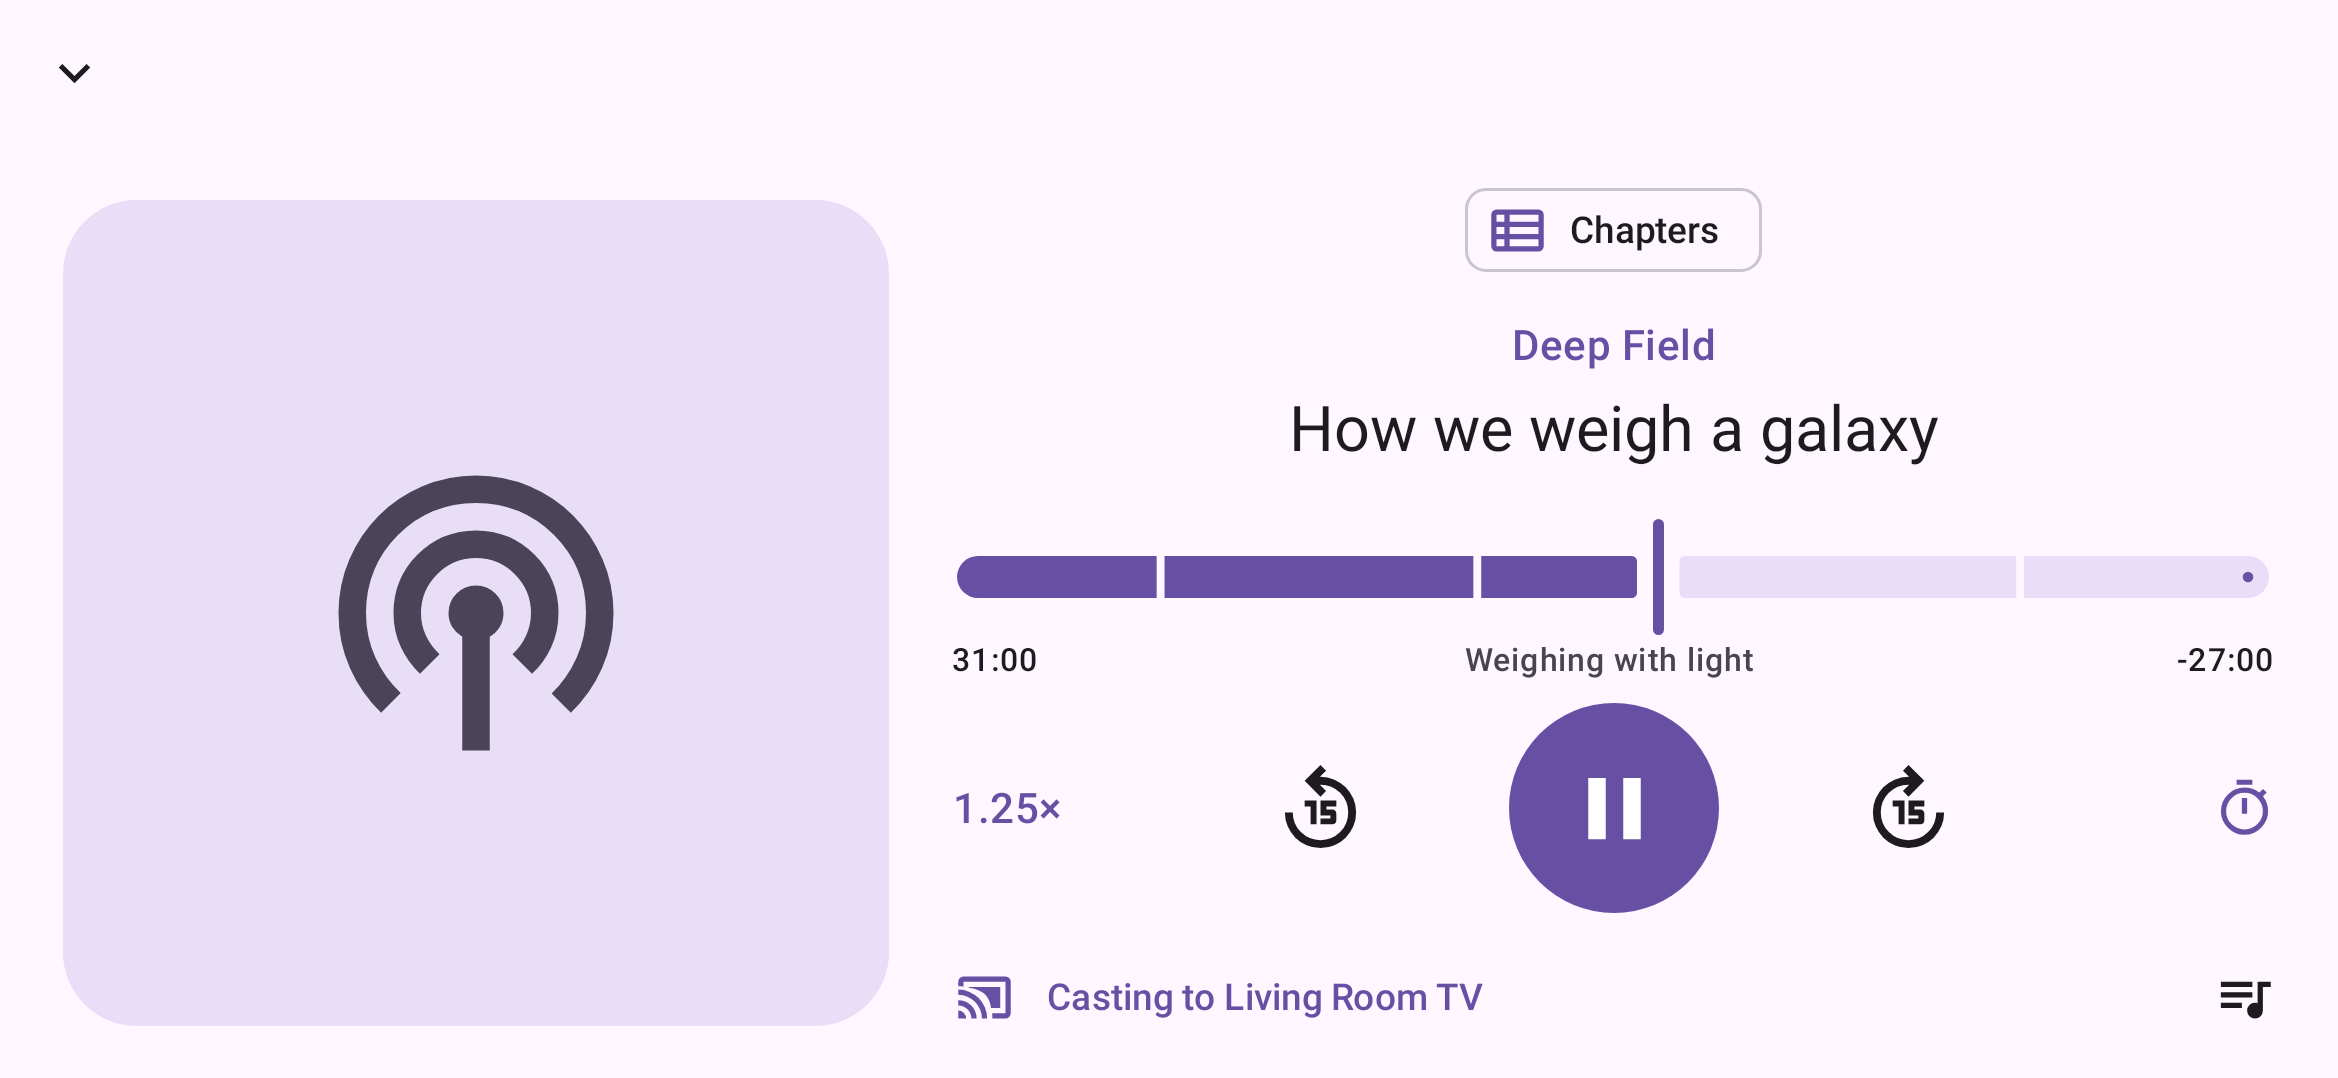 Chapters
Deep Field
How we weigh a galaxy
31:00
Weighing with light
-27:00
1.25×
15
15
Casting to Living Room TV